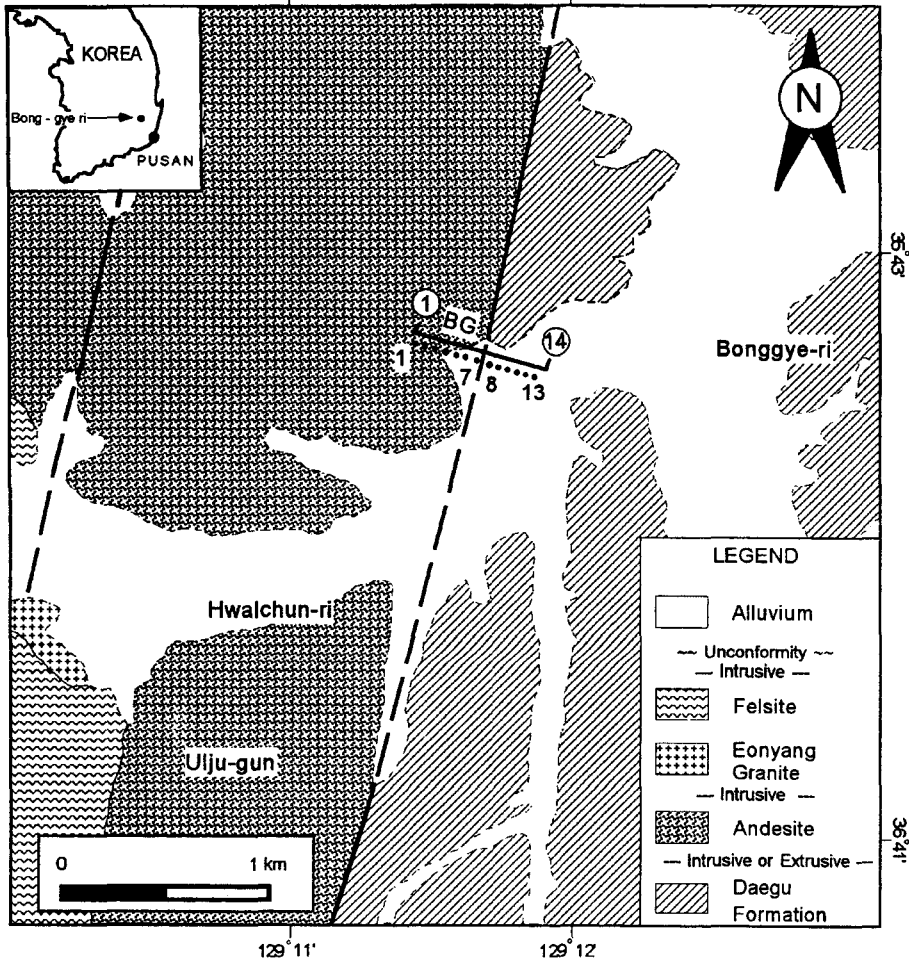 KOREA
Bong - gye ri
PUSAN
N
35°43'
1
BG
14
1
7 8
13
Bonggye-ri
LEGEND
Alluvium
Unconformity
Intrusive
Felsite
Eonyang
Granite
Intrusive
Andesite
Intrusive or Extrusive
Daegu
Formation
Hwalchun-ri
Ulju-gun
36°41'
0 1 km
129°11' 129°12'